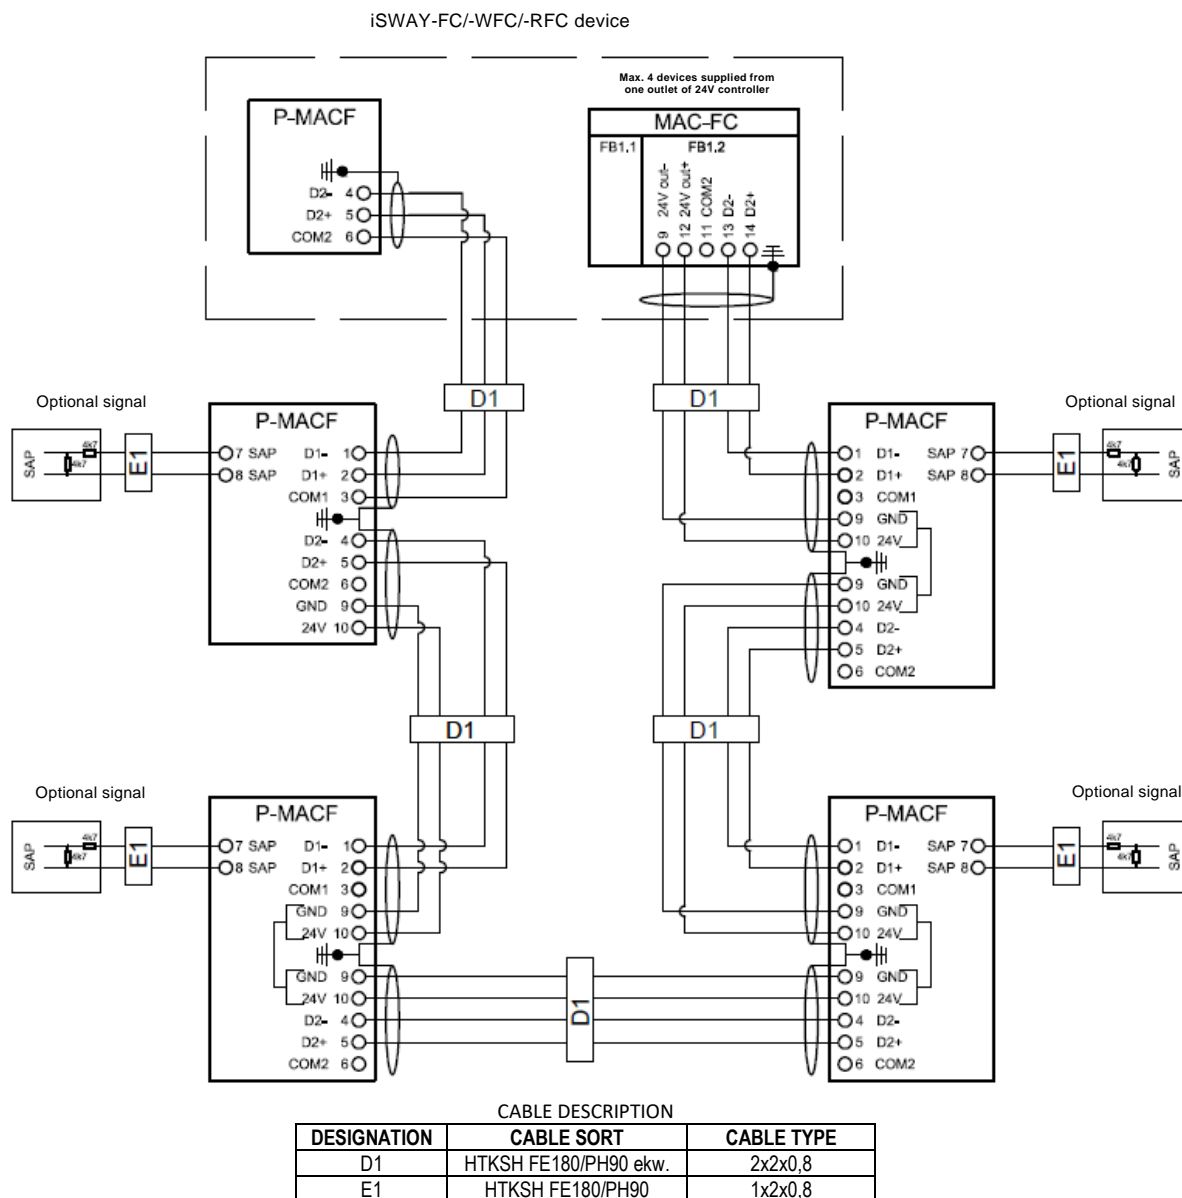 iSWAY-FC/-WFC/-RFC device
Max. 4 devices supplied from
one outlet of 24V controller
P-MACF
D2- 4
D2+ 5
COM2 6
MAC-FC
FB1.1
FB1.2
9 24V out-
12 24V out+
11 COM2
13 D2-
14 D2+
D1
D1
Optional signal
SAP
4k7
4k7
E1
P-MACF
7 SAP
8 SAP
D1- 1
D1+ 2
COM1 3
D2- 4
D2+ 5
COM2 6
GND 9
24V 10
P-MACF
1 D1-
2 D1+
3 COM1
9 GND
10 24V
9 GND
10 24V
4 D2-
5 D2+
6 COM2
SAP 7
SAP 8
E1
Optional signal
4k7
4k7
SAP
D1
D1
Optional signal
SAP
4k7
4k7
E1
P-MACF
7 SAP
8 SAP
D1- 1
D1+ 2
COM1 3
GND 9
24V 10
GND 9
24V 10
D2- 4
D2+ 5
COM2 6
D1
P-MACF
1 D1-
2 D1+
3 COM1
9 GND
10 24V
9 GND
10 24V
4 D2-
5 D2+
6 COM2
SAP 7
SAP 8
E1
Optional signal
4k7
4k7
SAP
CABLE DESCRIPTION
DESIGNATION CABLE SORT CABLE TYPE
D1 HTKSH FE180/PH90 ekw. 2x2x0,8
E1 HTKSH FE180/PH90 1x2x0,8